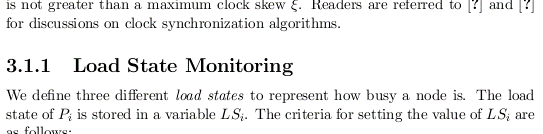 is not greater than a maximum clock skew ξ. Readers are referred to [?] and [?]
for discussions on clock synchronization algorithms.
3.1.1 Load State Monitoring
We define three different load states to represent how busy a node is. The load
state of P_i is stored in a variable LS_i. The criteria for setting the value of LS_i are
as follows: